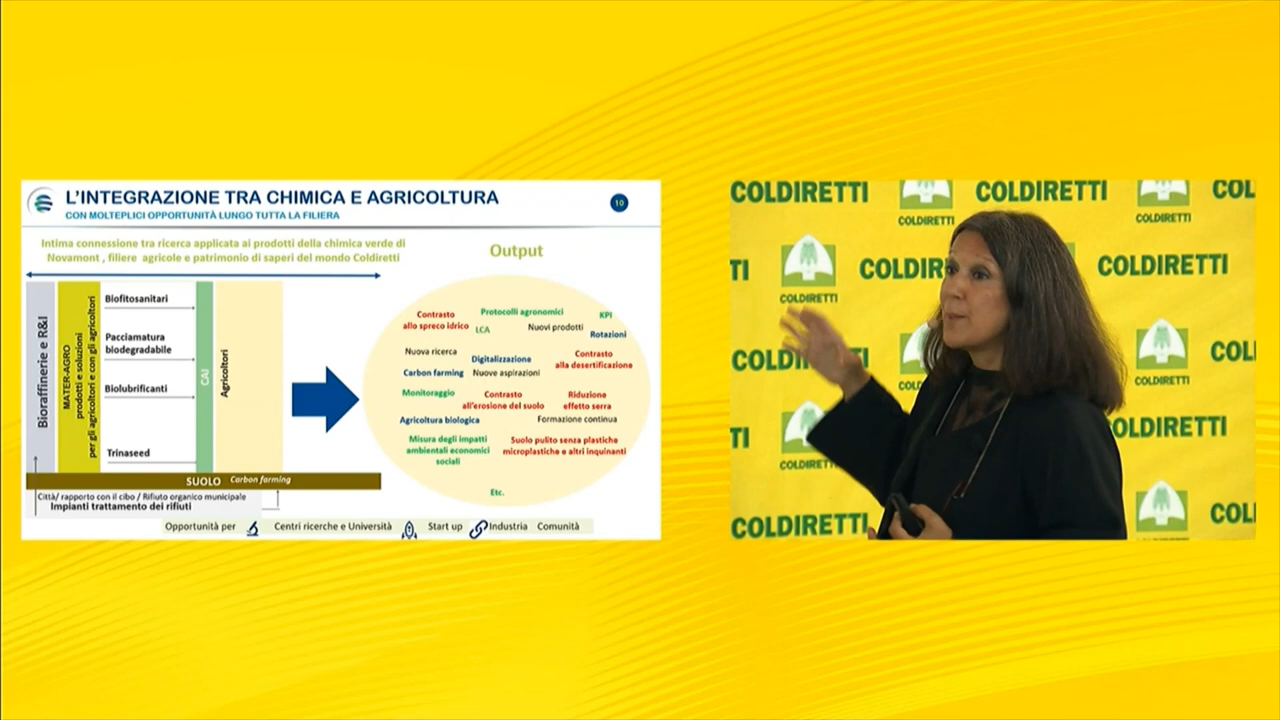 L'INTEGRAZIONE TRA CHIMICA E AGRICOLTURA
10
CON MOLTEPLICI OPPORTUNITÀ LUNGO TUTTA LA FILIERA
Intima connessione tra ricerca applicata ai prodotti della chimica verde di
Novamont , filiere agricole e patrimonio di saperi del mondo Coldiretti
Bioraffinerie e R&I
MATER-AGRO
prodotti e soluzioni
per gli agricoltori e con gli agricoltori
Biofitosanitari
Pacciamatura
biodegradabile
Biolubrificanti
Trinaseed
CAI
Agricoltori
SUOLO Carbon farming
Città/ rapporto con il cibo / Rifiuto organico municipale
Impianti trattamento dei rifiuti
Output
Contrasto
allo spreco idrico
Protocolli agronomici
KPI
LCA
Nuovi prodotti
Rotazioni
Nuova ricerca
Digitalizzazione
Contrasto
alla desertificazione
Carbon farming
Nuove aspirazioni
Monitoraggio
Contrasto
all'erosione del suolo
Riduzione
effetto serra
Agricoltura biologica
Formazione continua
Misura degli impatti
ambientali economici
sociali
Suolo pulito senza plastiche
microplastiche e altri inquinanti
Etc.
Opportunità per Centri ricerche e Università Start up Industria Comunità
COLDIRETTI COLDIRETTI COL
COLDIRETTI COLDIRETTI
TI COLDIR COLDIRETTI
COLDIRETTI
COLDIRETTI COL
COL COLDIRETTI
TI COLDIRETTI
COLDIRETTI
COLDIRETTI COL
COLDIRETTI